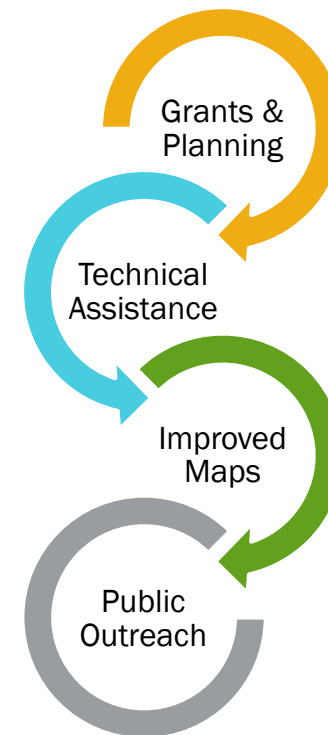 Grants &
Planning
Technical
Assistance
Improved
Maps
Public
Outreach